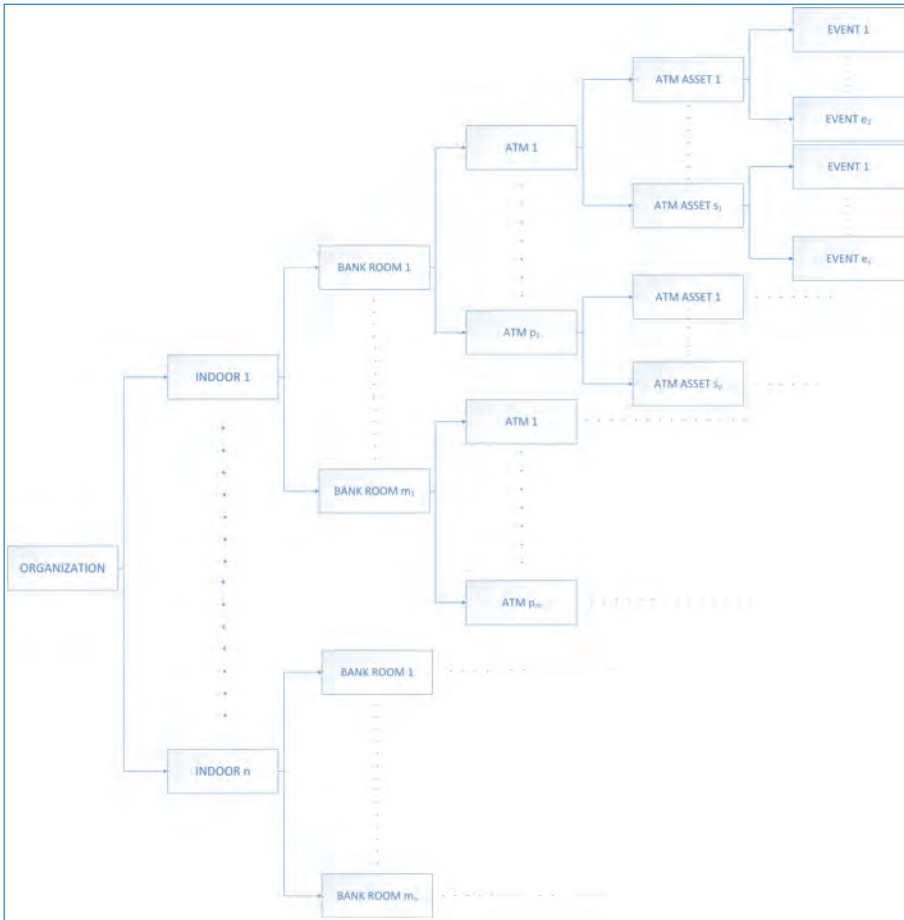 EVENT 1
ATM ASSET 1
EVENT e₁
ATM 1
EVENT 1
ATM ASSET s₁
EVENT eₛ
BANK ROOM 1
ATM ASSET 1
ATM p₁
INDOOR 1
ATM ASSET sₚ
ATM 1
BANK ROOM m₁
ORGANIZATION
ATM pₘ
BANK ROOM 1
INDOOR n
BANK ROOM mₙ